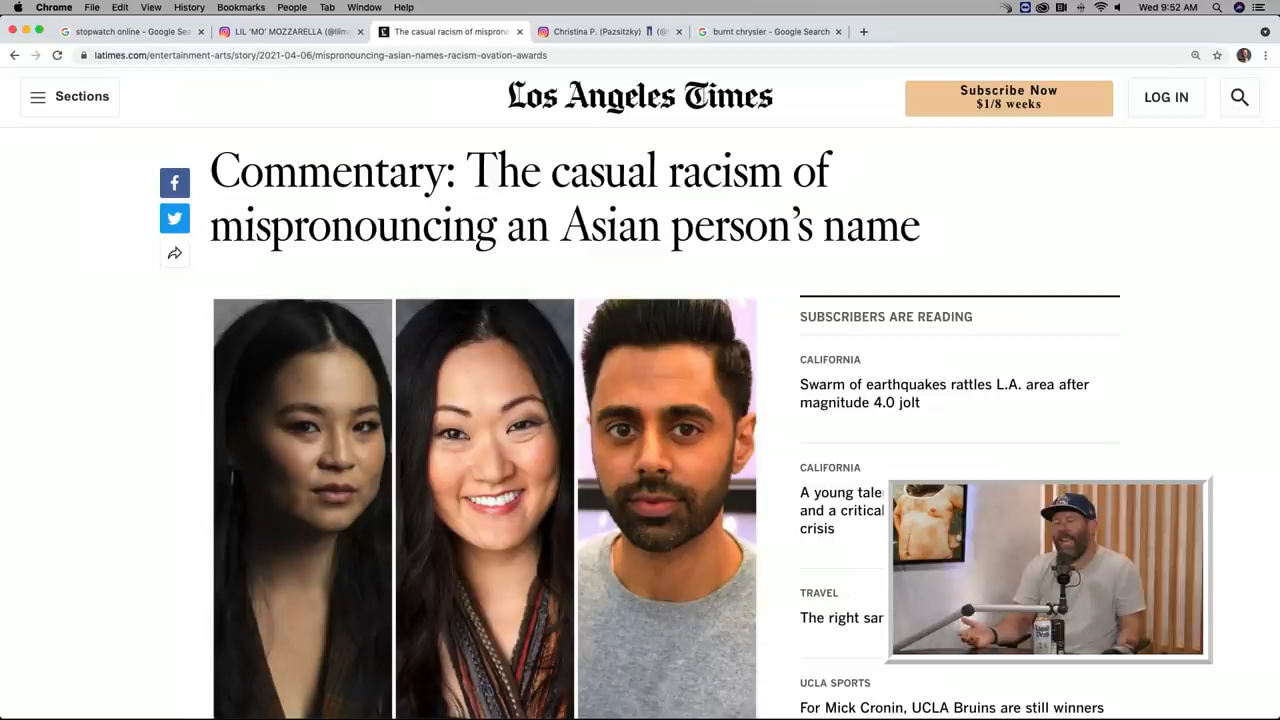 Chrome File Edit View History Bookmarks People Tab Window Help Wed 9:52 AM
stopwatch online - Google Sea LIL 'MO' MOZZARELLA (@lilm The casual racism of mispron Christina P. (Pazsitzky) burnt chrysler - Google Search
latimes.com/entertainment-arts/story/2021-04-06/mispronouncing-asian-names-racism-ovation-awards
Sections
Los Angeles Times
Subscribe Now
$1/8 weeks
LOG IN
Commentary: The casual racism of
mispronouncing an Asian person's name
SUBSCRIBERS ARE READING
CALIFORNIA
Swarm of earthquakes rattles L.A. area after
magnitude 4.0 jolt
CALIFORNIA
A young tale
and a critical
crisis
TRAVEL
The right sar
UCLA SPORTS
For Mick Cronin, UCLA Bruins are still winners